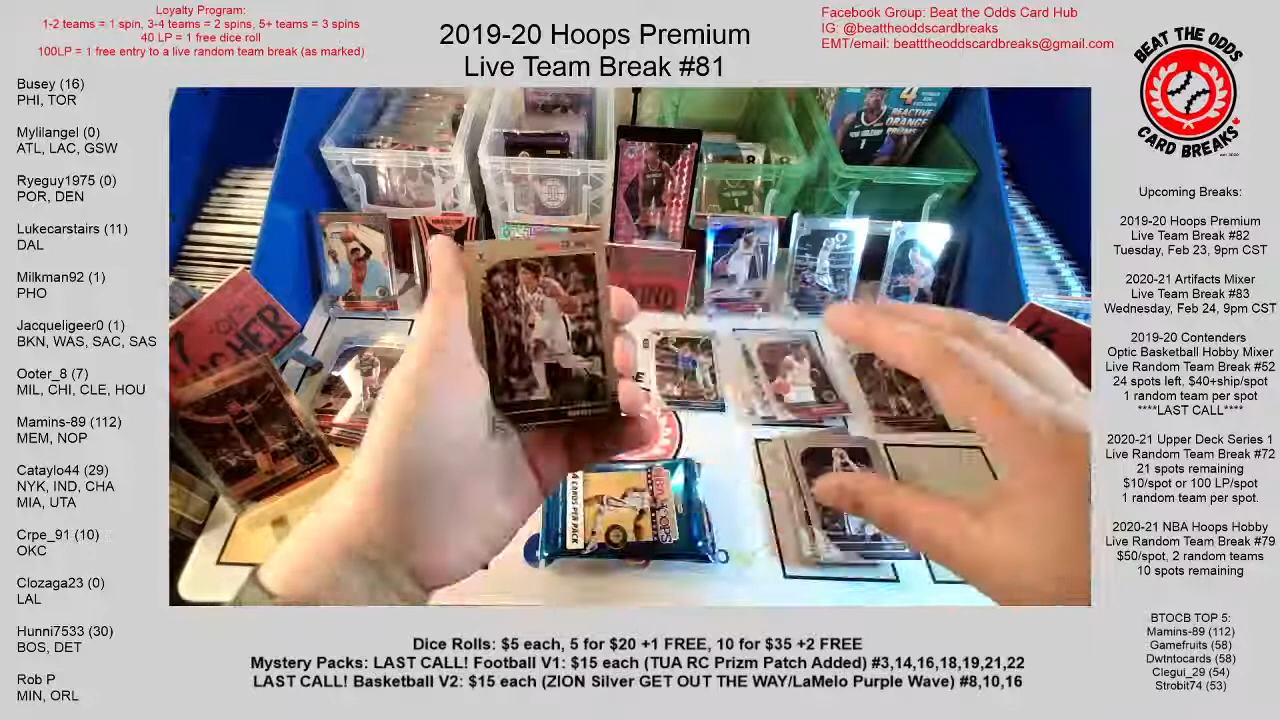 Loyalty Program:
1-2 teams = 1 spin, 3-4 teams = 2 spins, 5+ teams = 3 spins
40 LP = 1 free dice roll
100LP = 1 free entry to a live random team break (as marked)
2019-20 Hoops Premium
Live Team Break #81
Facebook Group: Beat the Odds Card Hub
IG: @beattheoddscardbreaks
EMT/email: beattheoddscardbreaks@gmail.com
BEAT THE ODDS
CARD BREAKS
Busey (16)
PHI, TOR
Mylilangel (0)
ATL, LAC, GSW
Ryeguy1975 (0)
POR, DEN
Lukecarstairs (11)
DAL
Milkman92 (1)
PHO
Jacqueligeer0 (1)
BKN, WAS, SAC, SAS
Ooter_8 (7)
MIL, CHI, CLE, HOU
Mamins-89 (112)
MEM, NOP
Cataylo44 (29)
NYK, IND, CHA
MIA, UTA
Crpe_91 (10)
OKC
Clozaga23 (0)
LAL
Hunni7533 (30)
BOS, DET
Rob P
MIN, ORL
4
REACTIVE
ORANGE
CARDS PER PACK
HOOPS
Upcoming Breaks:
2019-20 Hoops Premium
Live Team Break #82
Tuesday, Feb 23, 9pm CST
2020-21 Artifacts Mixer
Live Team Break #83
Wednesday, Feb 24, 9pm CST
2019-20 Contenders
Optic Basketball Hobby Mixer
Live Random Team Break #52
24 spots left, $40+ship/spot
1 random team per spot
****LAST CALL****
2020-21 Upper Deck Series 1
Live Random Team Break #72
21 spots remaining
$10/spot or 100 LP/spot
1 random team per spot.
2020-21 NBA Hoops Hobby
Live Random Team Break #79
$50/spot, 2 random teams
10 spots remaining
BTOCB TOP 5:
Mamins-89 (112)
Gamefruits (58)
Dwtntocards (58)
Clegui_29 (54)
Strobit74 (53)
Dice Rolls: $5 each, 5 for $20 +1 FREE, 10 for $35 +2 FREE
Mystery Packs: LAST CALL! Football V1: $15 each (TUA RC Prizm Patch Added) #3,14,16,18,19,21,22
LAST CALL! Basketball V2: $15 each (ZION Silver GET OUT THE WAY/LaMelo Purple Wave) #8,10,16